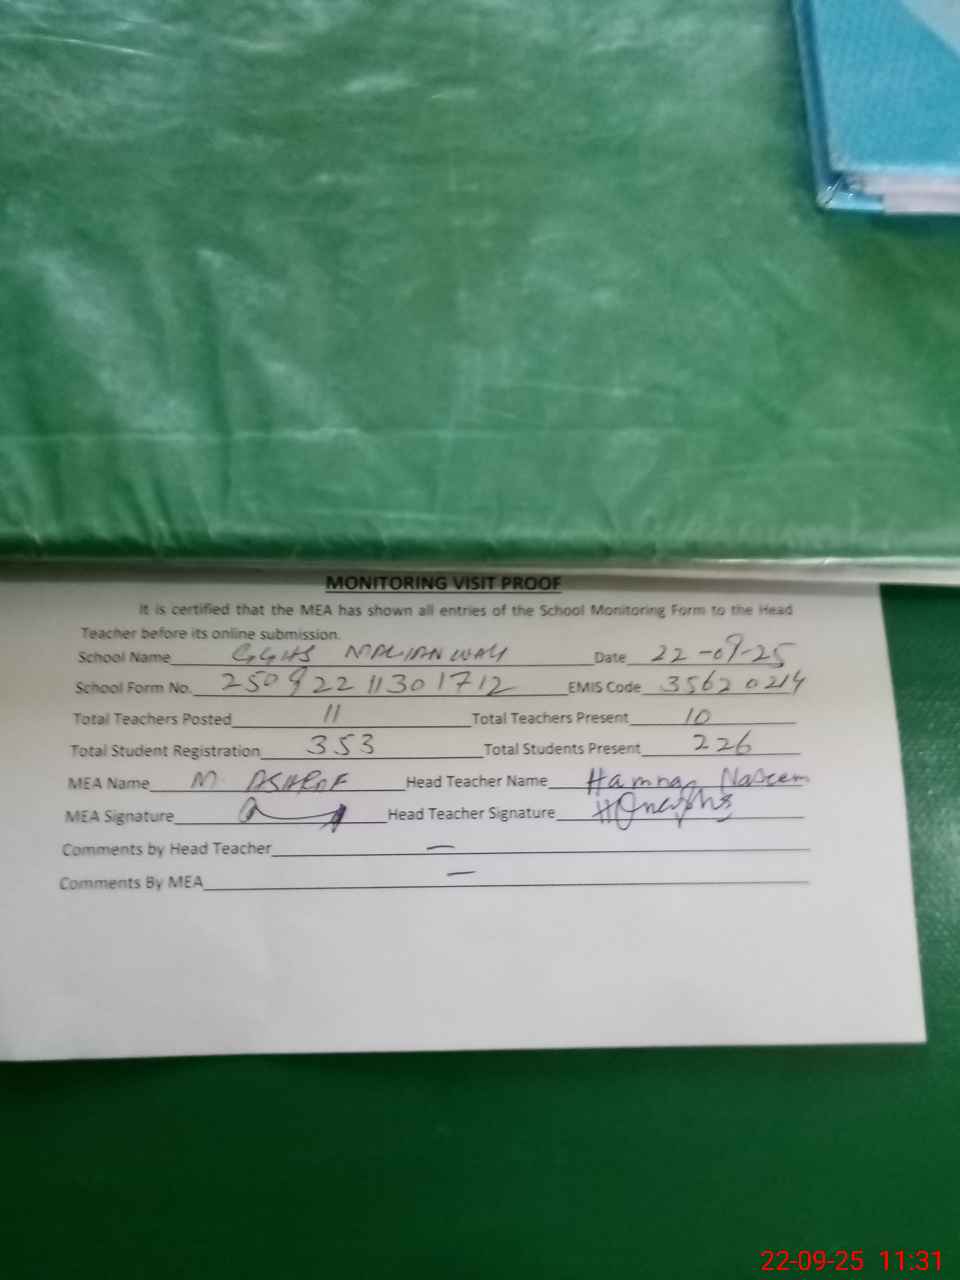 MONITORING VISIT PROOF
It is certified that the MEA has shown all entries of the School Monitoring Form to the Head
Teacher before its online submission.
School Name GGHS NALIANWALI Date 22-09-25
School Form No. 250922113017 12 EMIS Code 35620214
Total Teachers Posted 11 Total Teachers Present 10
Total Student Registration 353 Total Students Present 226
MEA Name M. ASHRAF Head Teacher Name Hamna Naseem
MEA Signature Head Teacher Signature
Comments by Head Teacher —
Comments By MEA —
22-09-25 11:31